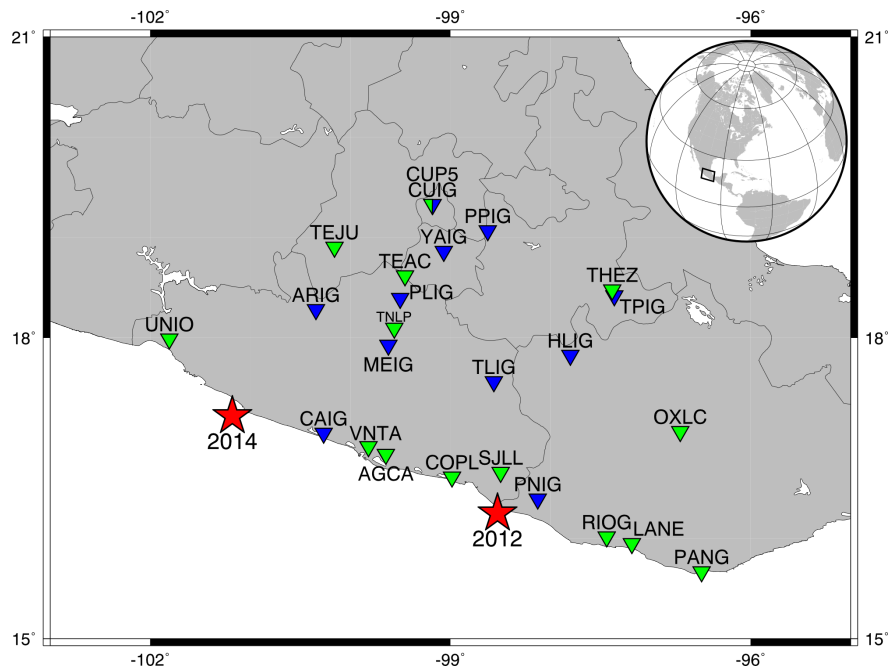 -102˚ -99˚ -96˚
21˚ 21˚
CUP5
CUIG
PPIG
TEJU YAIG
TEAC
THEZ
ARIG PLIG
TPIG
TNLP
UNIO 18˚ 18˚
HLIG
MEIG TLIG
CAIG OXLC
VNTA
2014
COPL SJLL
AGCA
PNIG
RIOG LANE
2012
PANG
15˚ 15˚
-102˚ -99˚ -96˚